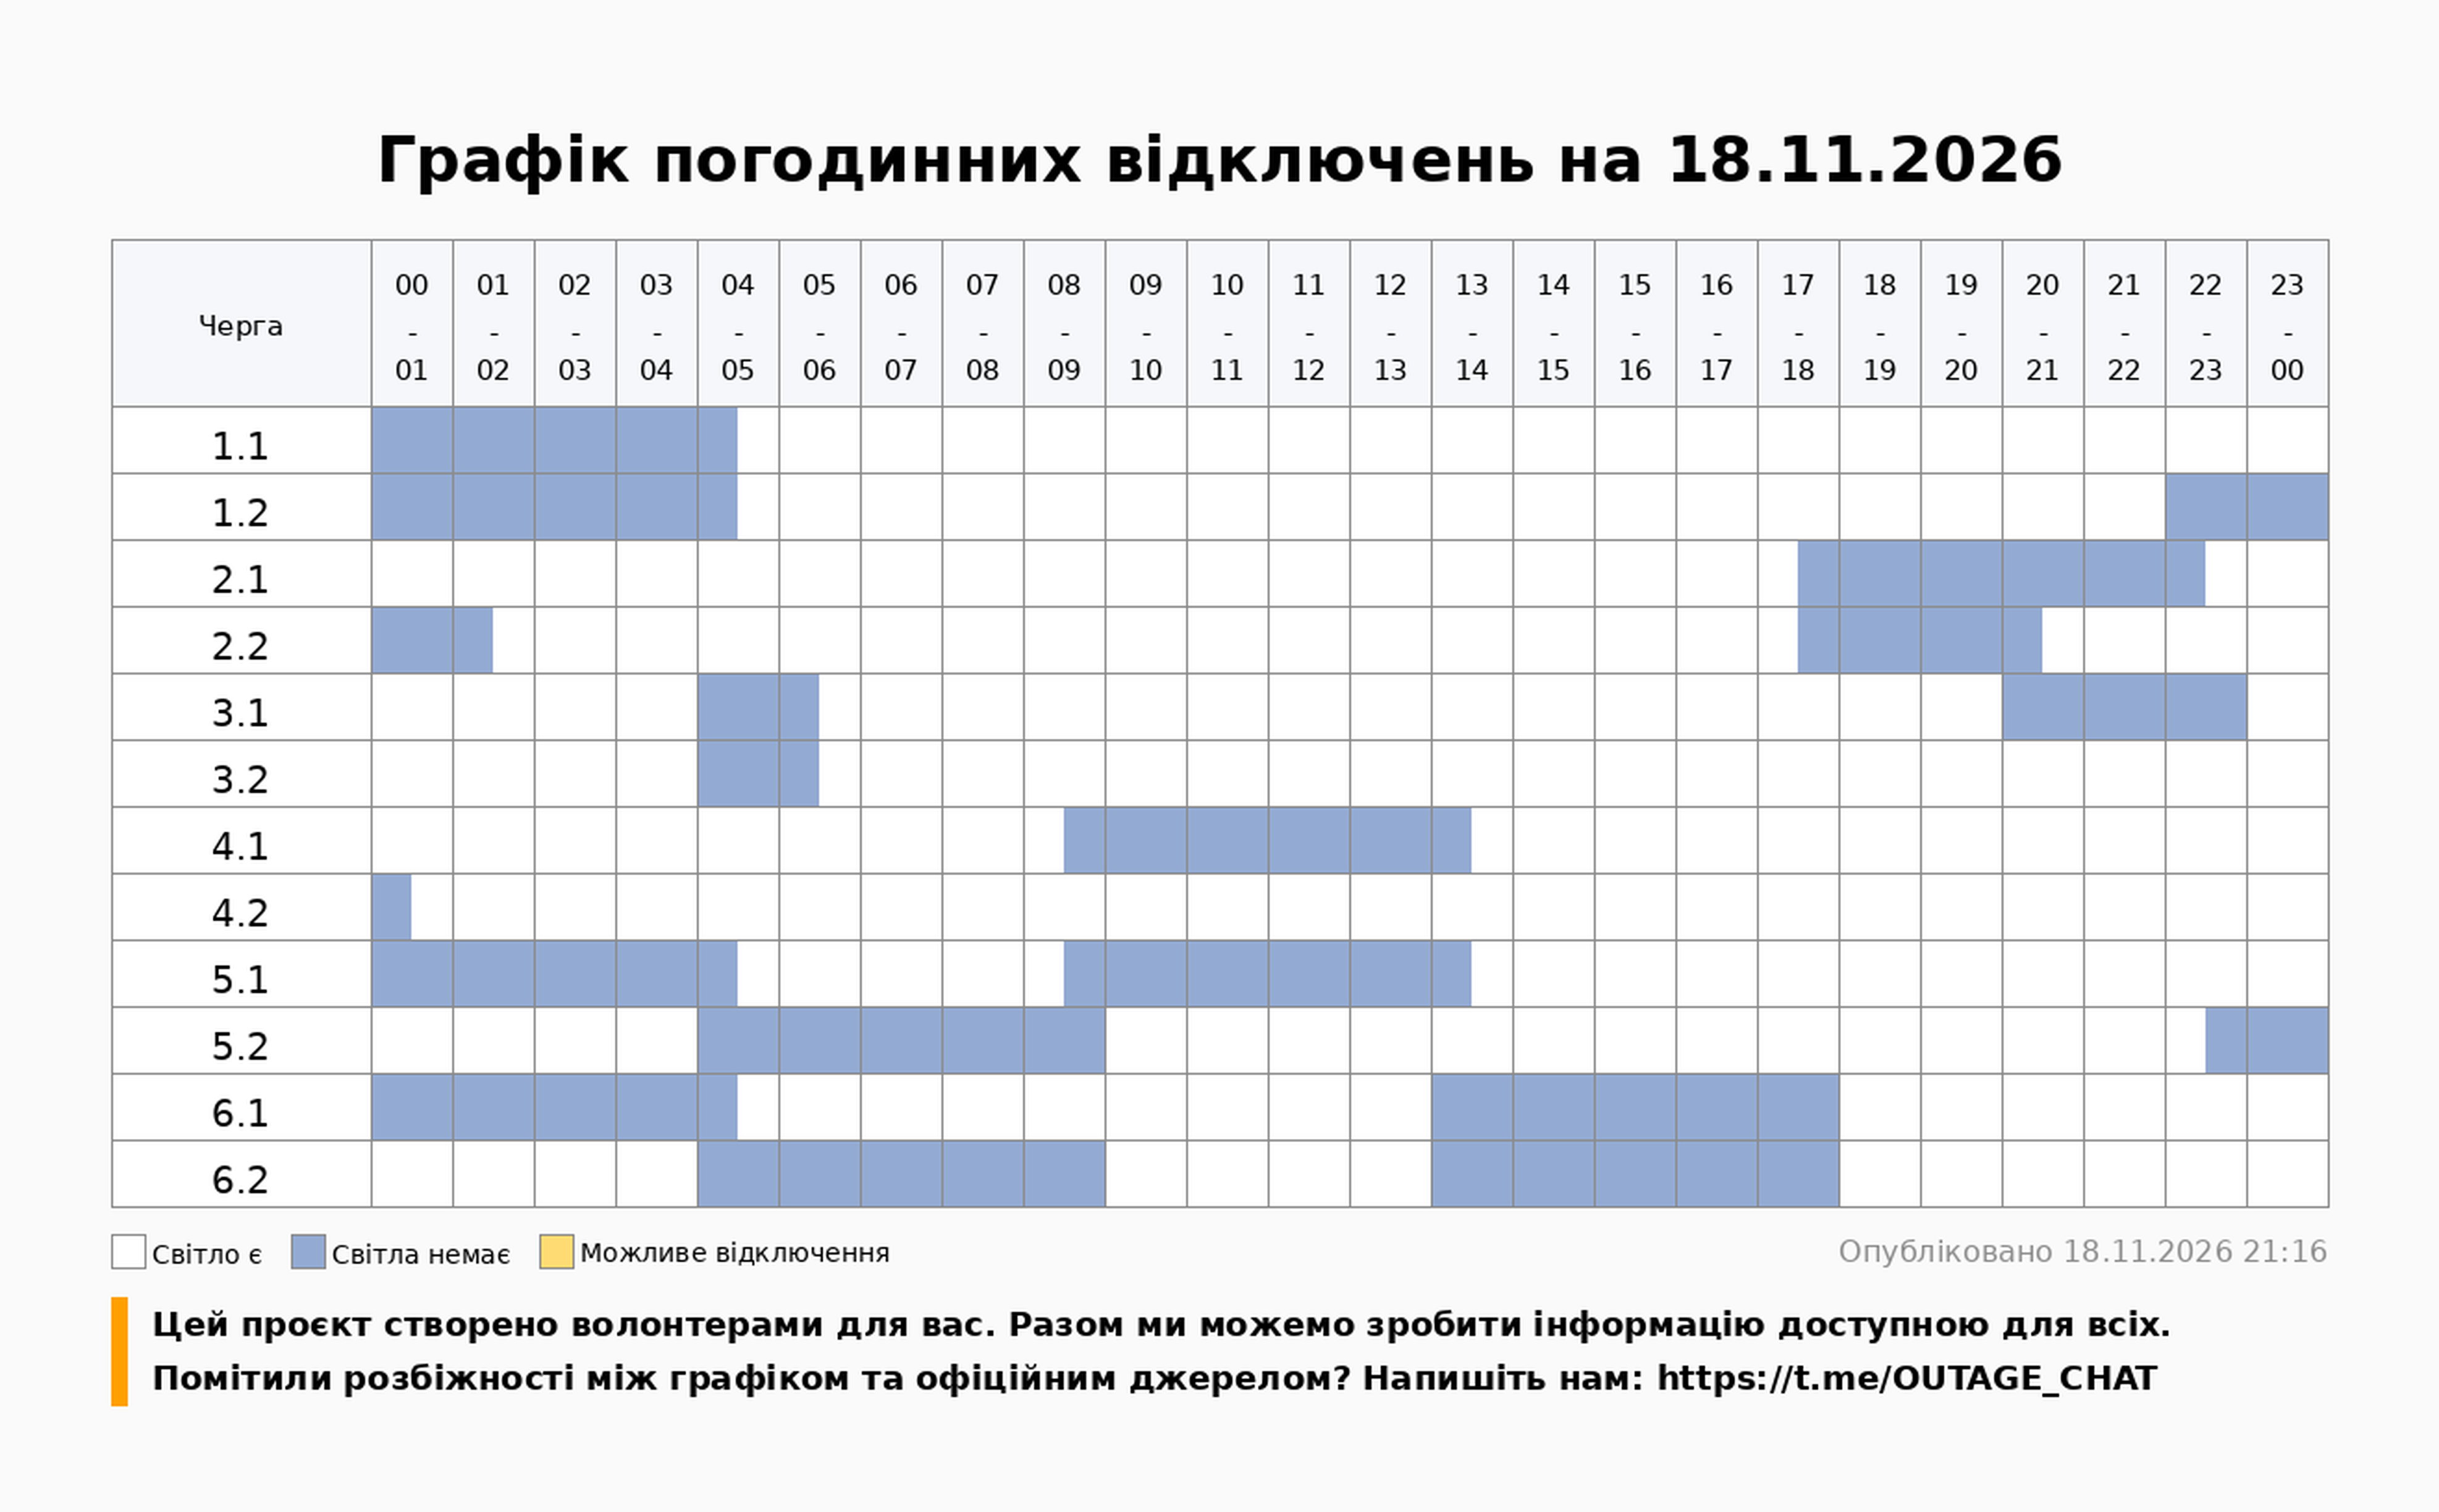 Графік погодинних відключень на 18.11.2026
Черга 00 - 01 01 - 02 02 - 03 03 - 04 04 - 05 05 - 06 06 - 07 07 - 08 08 - 09 09 - 10 10 - 11 11 - 12 12 - 13 13 - 14 14 - 15 15 - 16 16 - 17 17 - 18 18 - 19 19 - 20 20 - 21 21 - 22 22 - 23 23 - 00
1.1
1.2
2.1
2.2
3.1
3.2
4.1
4.2
5.1
5.2
6.1
6.2
Світло є Світла немає Можливе відключення Опубліковано 18.11.2026 21:16
Цей проєкт створено волонтерами для вас. Разом ми можемо зробити інформацію доступною для всіх.
Помітили розбіжності між графіком та офіційним джерелом? Напишіть нам: https://t.me/OUTAGE_CHAT